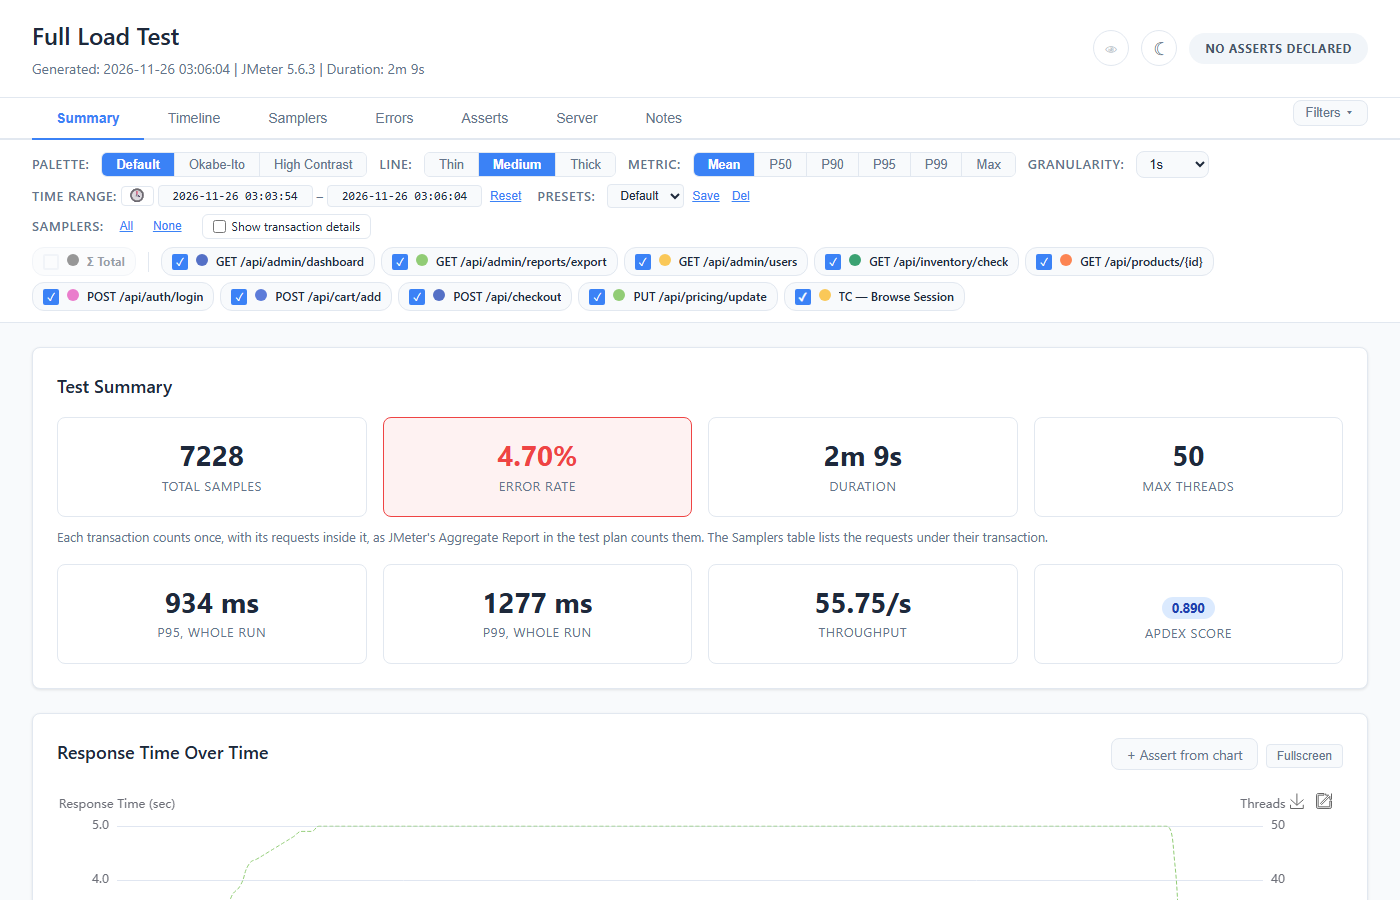 Full Load Test
Generated: 2026-11-26 03:06:04 | JMeter 5.6.3 | Duration: 2m 9s
NO ASSERTS DECLARED
Summary Timeline Samplers Errors Asserts Server Notes Filters
PALETTE: Default Okabe-Ito High Contrast LINE: Thin Medium Thick METRIC: Mean P50 P90 P95 P99 Max GRANULARITY: 1s
TIME RANGE: 2026-11-26 03:03:54 – 2026-11-26 03:06:04 Reset PRESETS: Default Save Del
SAMPLERS: All None Show transaction details
Σ Total GET /api/admin/dashboard GET /api/admin/reports/export GET /api/admin/users GET /api/inventory/check GET /api/products/{id}
POST /api/auth/login POST /api/cart/add POST /api/checkout PUT /api/pricing/update TC — Browse Session
Test Summary
7228 4.70% 2m 9s 50
TOTAL SAMPLES ERROR RATE DURATION MAX THREADS
Each transaction counts once, with its requests inside it, as JMeter's Aggregate Report in the test plan counts them. The Samplers table lists the requests under their transaction.
934 ms 1277 ms 55.75/s 0.890
P95, WHOLE RUN P99, WHOLE RUN THROUGHPUT APDEX SCORE
Response Time Over Time + Assert from chart Fullscreen
Response Time (sec) Threads
5.0 50
4.0 40